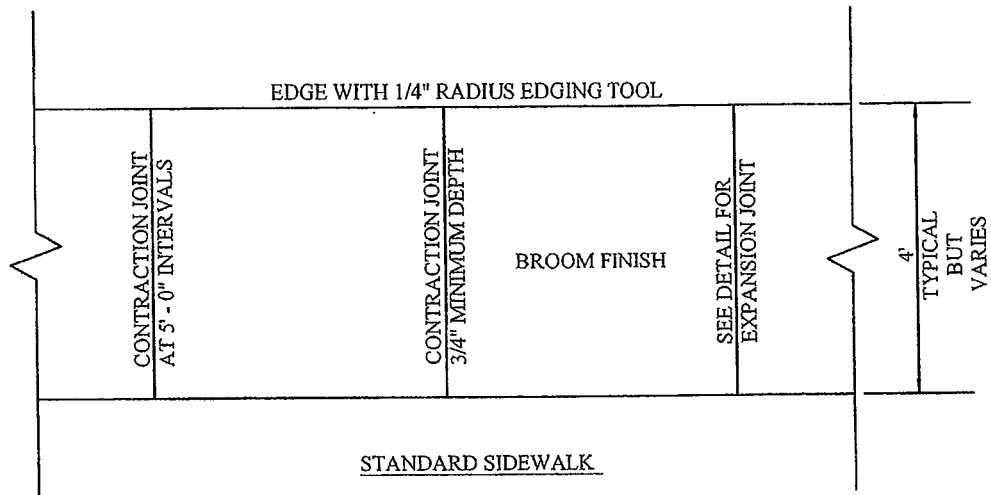 EDGE WITH 1/4" RADIUS EDGING TOOL
CONTRACTION JOINT
AT 5' - 0" INTERVALS
CONTRACTION JOINT
3/4" MINIMUM DEPTH
BROOM FINISH
SEE DETAIL FOR
EXPANSION JOINT
4'
TYPICAL
BUT
VARIES
STANDARD SIDEWALK